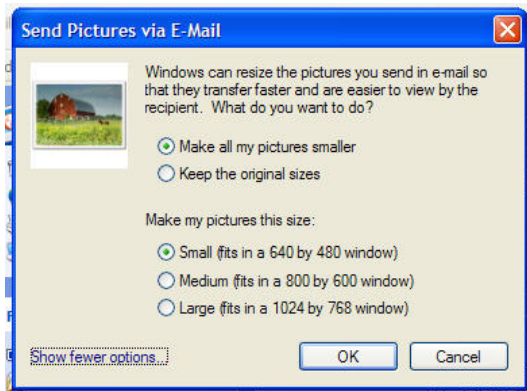 Send Pictures via E-Mail
Windows can resize the pictures you send in e-mail so
that they transfer faster and are easier to view by the
recipient.  What do you want to do?
Make all my pictures smaller
Keep the original sizes
Make my pictures this size:
Small (fits in a 640 by 480 window)
Medium (fits in a 800 by 600 window)
Large (fits in a 1024 by 768 window)
Show fewer options...
OK
Cancel